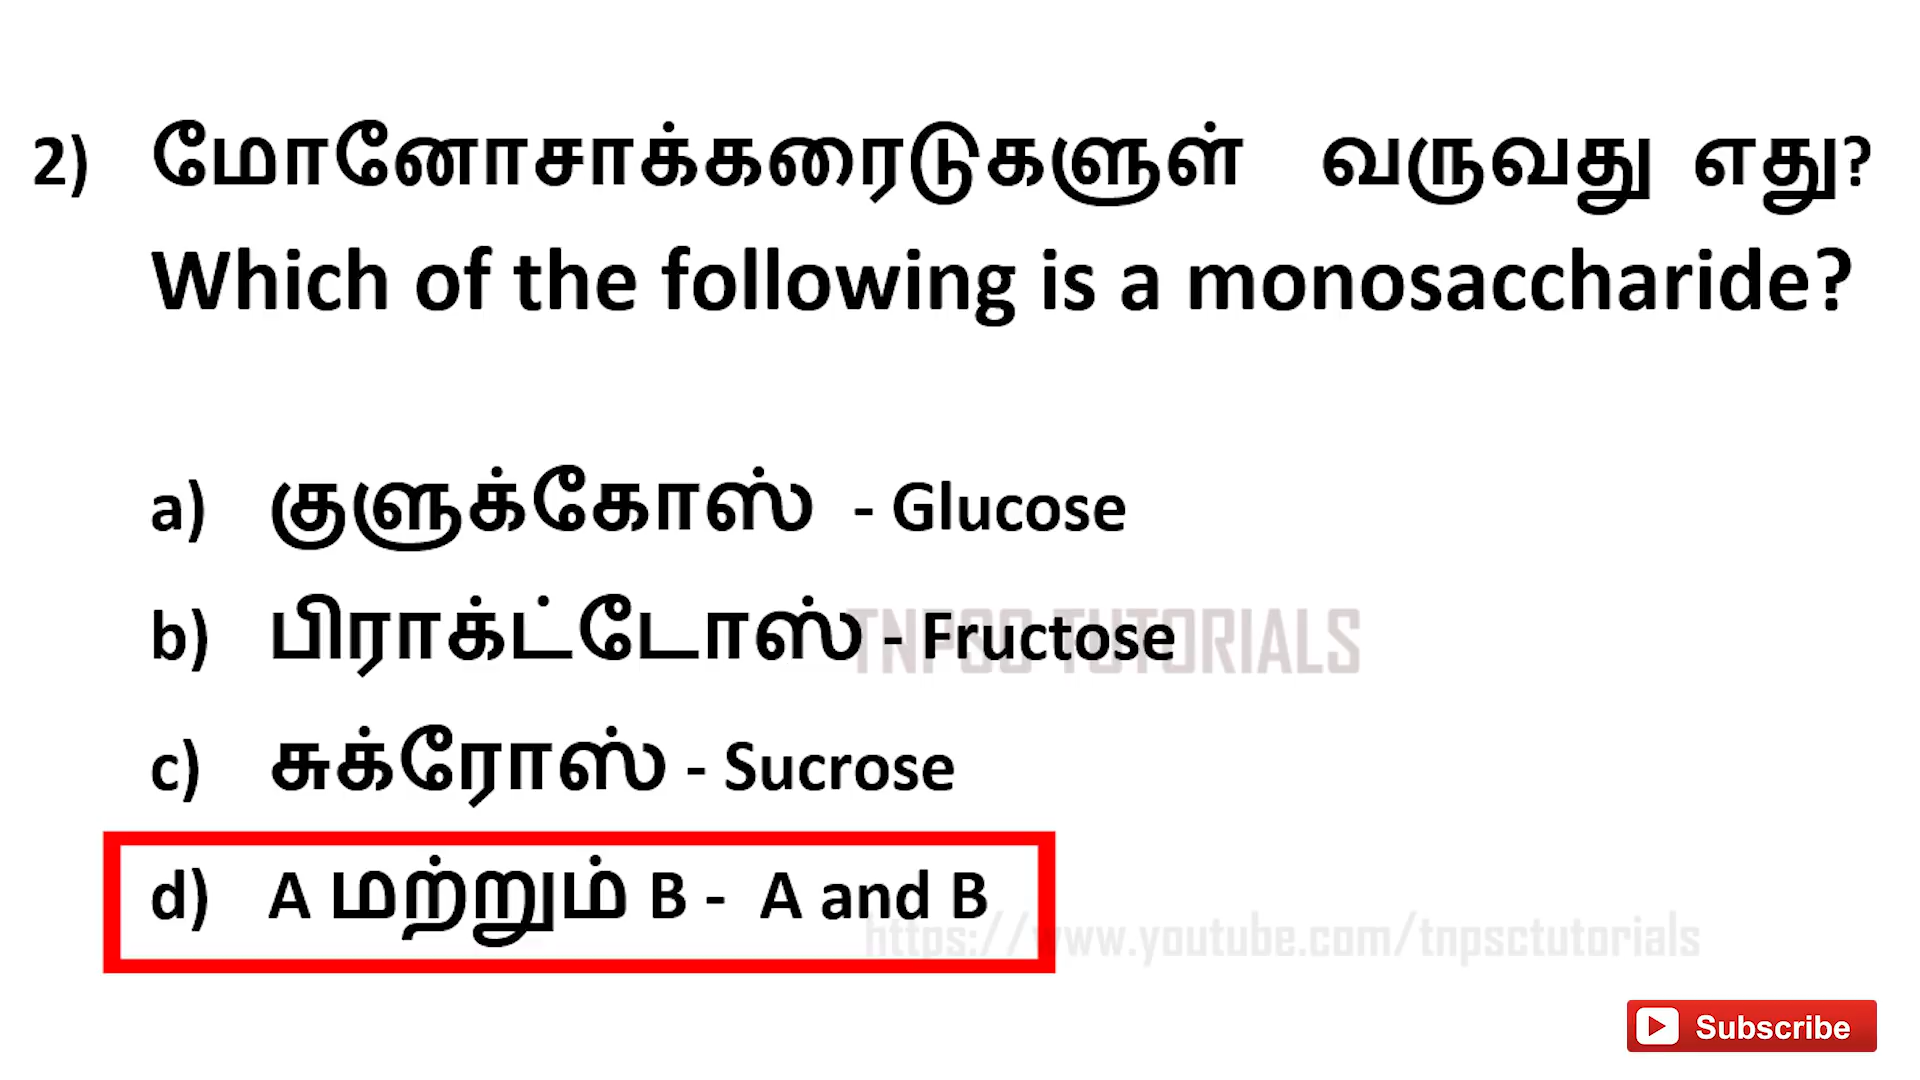 2) மோனோசாக்கரைடுகளுள் வருவது எது?
Which of the following is a monosaccharide?
a) குளுக்கோஸ் - Glucose
b) பிராக்ட்டோஸ் - Fructose
TNPSC TUTORIALS
c) சுக்ரோஸ் - Sucrose
d) A மற்றும் B - A and B
https://www.youtube.com/tnpsctutorials
Subscribe